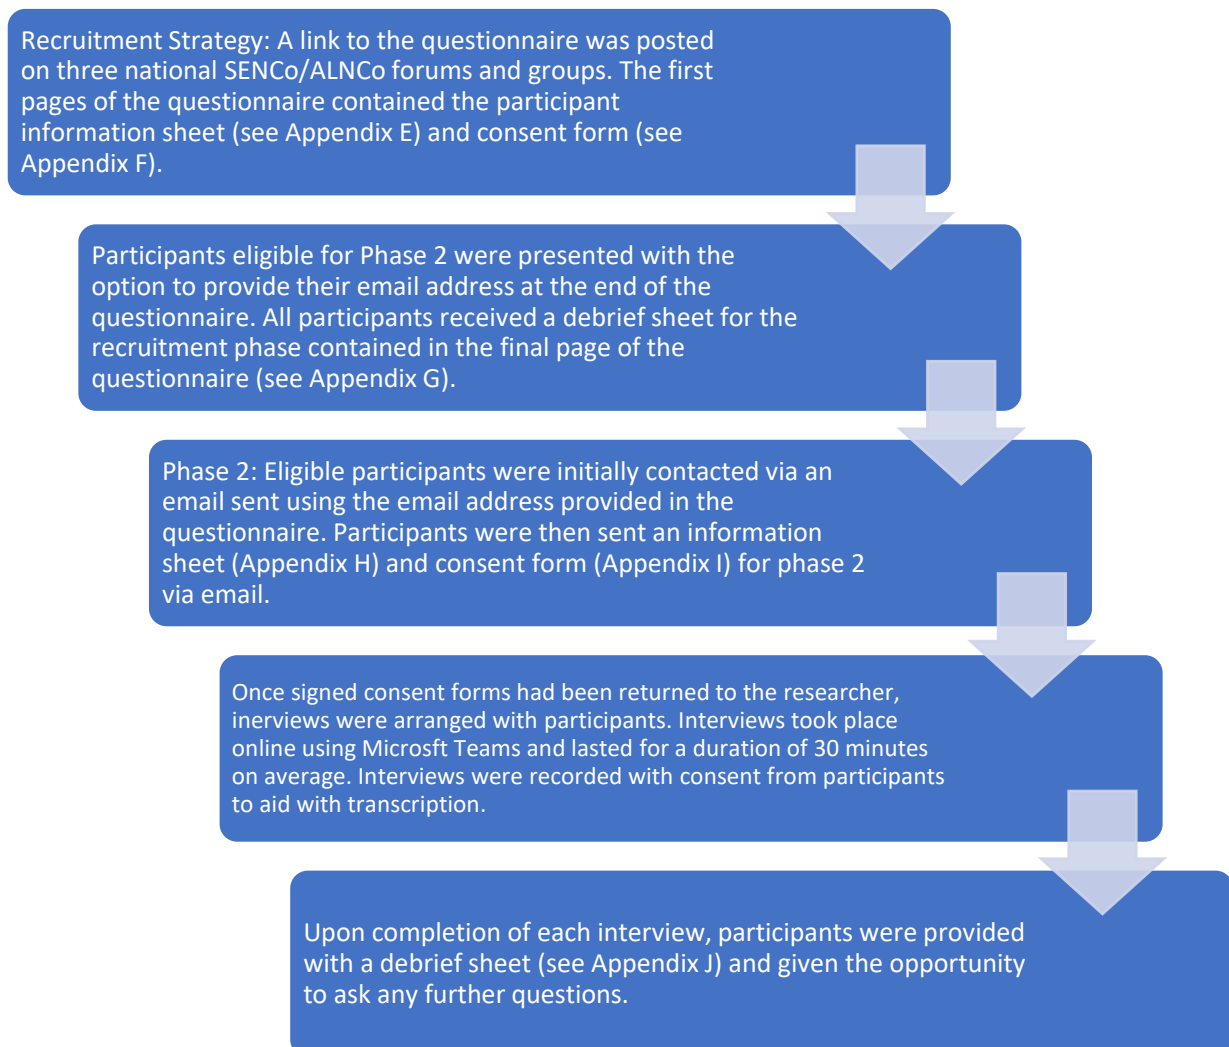 Recruitment Strategy: A link to the questionnaire was posted
on three national SENCo/ALNCo forums and groups. The first
pages of the questionnaire contained the participant
information sheet (see Appendix E) and consent form (see
Appendix F).
Participants eligible for Phase 2 were presented with the
option to provide their email address at the end of the
questionnaire. All participants received a debrief sheet for the
recruitment phase contained in the final page of the
questionnaire (see Appendix G).
Phase 2: Eligible participants were initially contacted via an
email sent using the email address provided in the
questionnaire. Participants were then sent an information
sheet (Appendix H) and consent form (Appendix I) for phase 2
via email.
Once signed consent forms had been returned to the researcher,
inerviews were arranged with participants. Interviews took place
online using Microsft Teams and lasted for a duration of 30 minutes
on average. Interviews were recorded with consent from participants
to aid with transcription.
Upon completion of each interview, participants were provided
with a debrief sheet (see Appendix J) and given the opportunity
to ask any further questions.